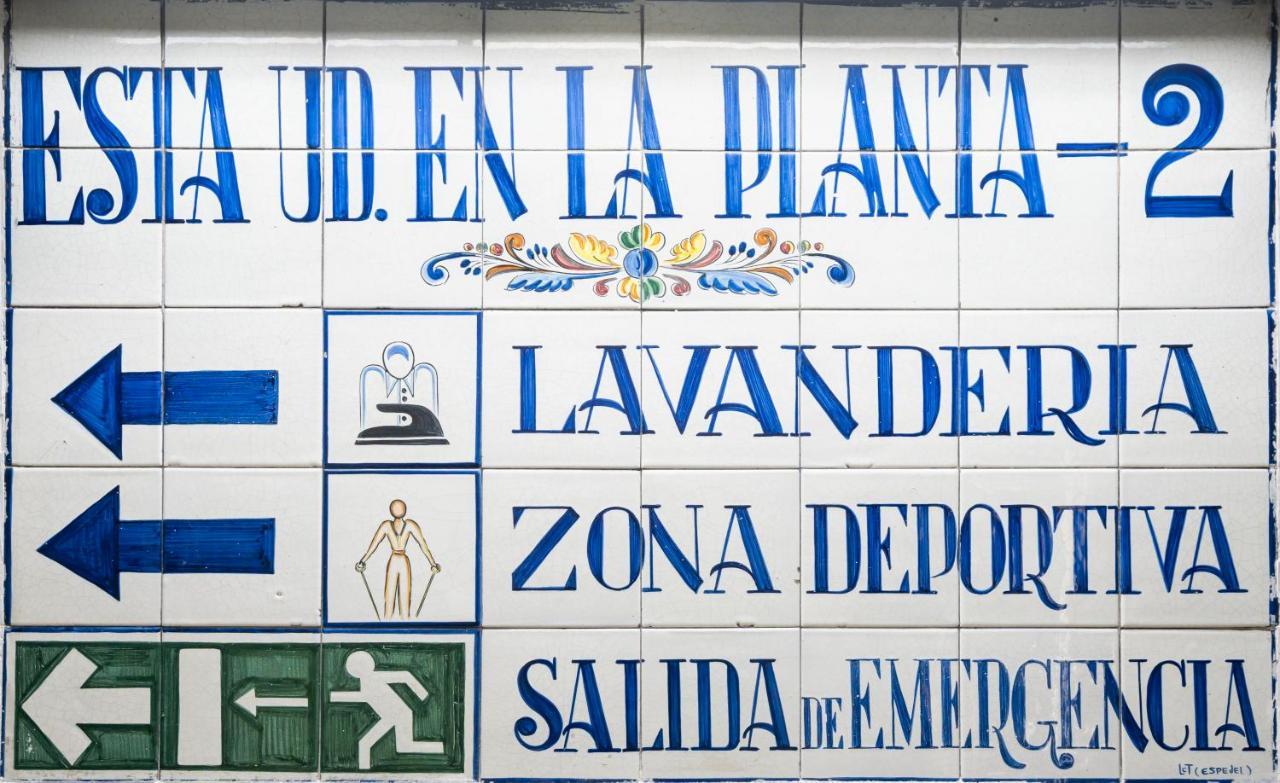 ESTA UD. EN LA PLANTA -2
LAVANDERIA
ZONA DEPORTIVA
SALIDA DE EMERGENCIA